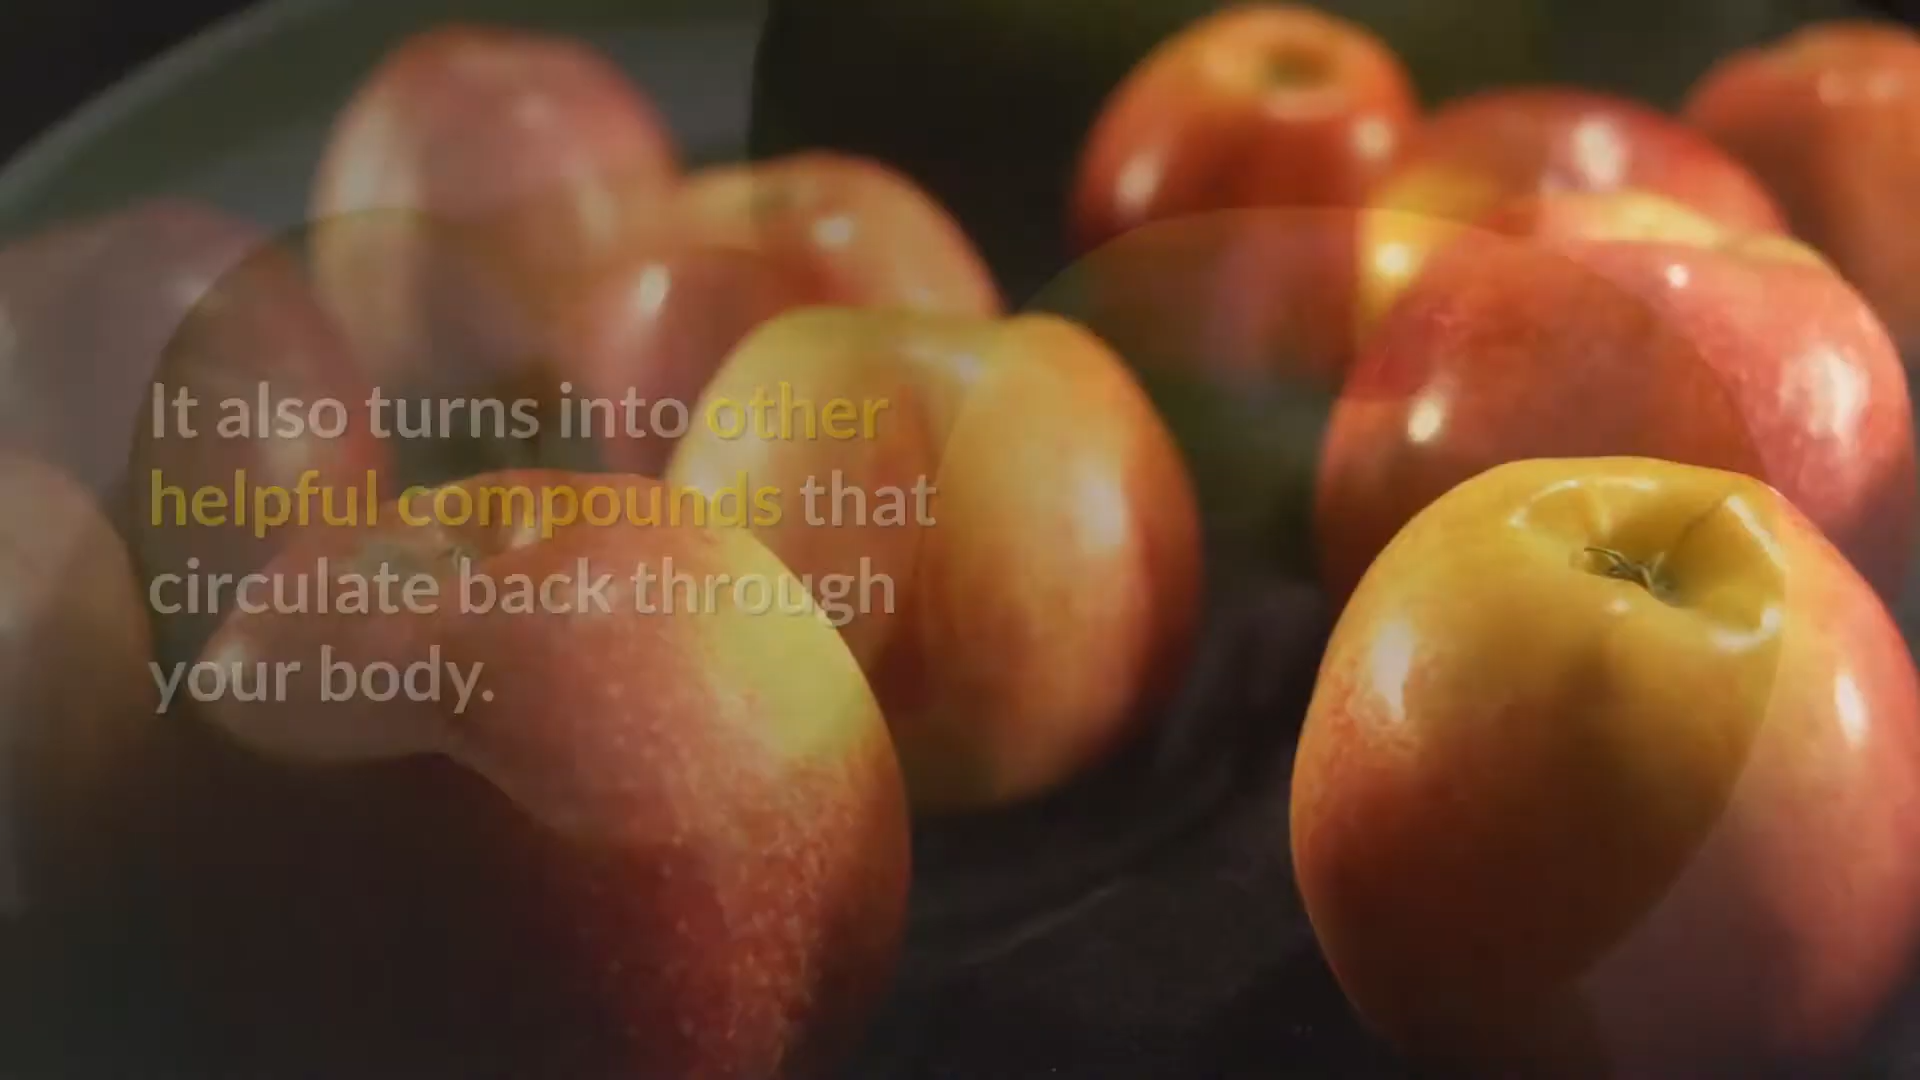 It also turns into other
helpful compounds that
circulate back through
your body.